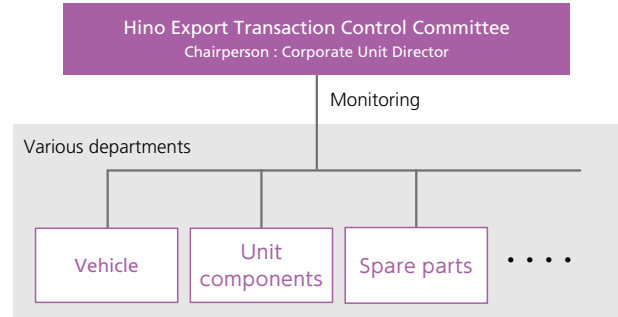 Hino Export Transaction Control Committee
Chairperson : Corporate Unit Director
Monitoring
Various departments
Vehicle
Unit
components
Spare parts
• • • •